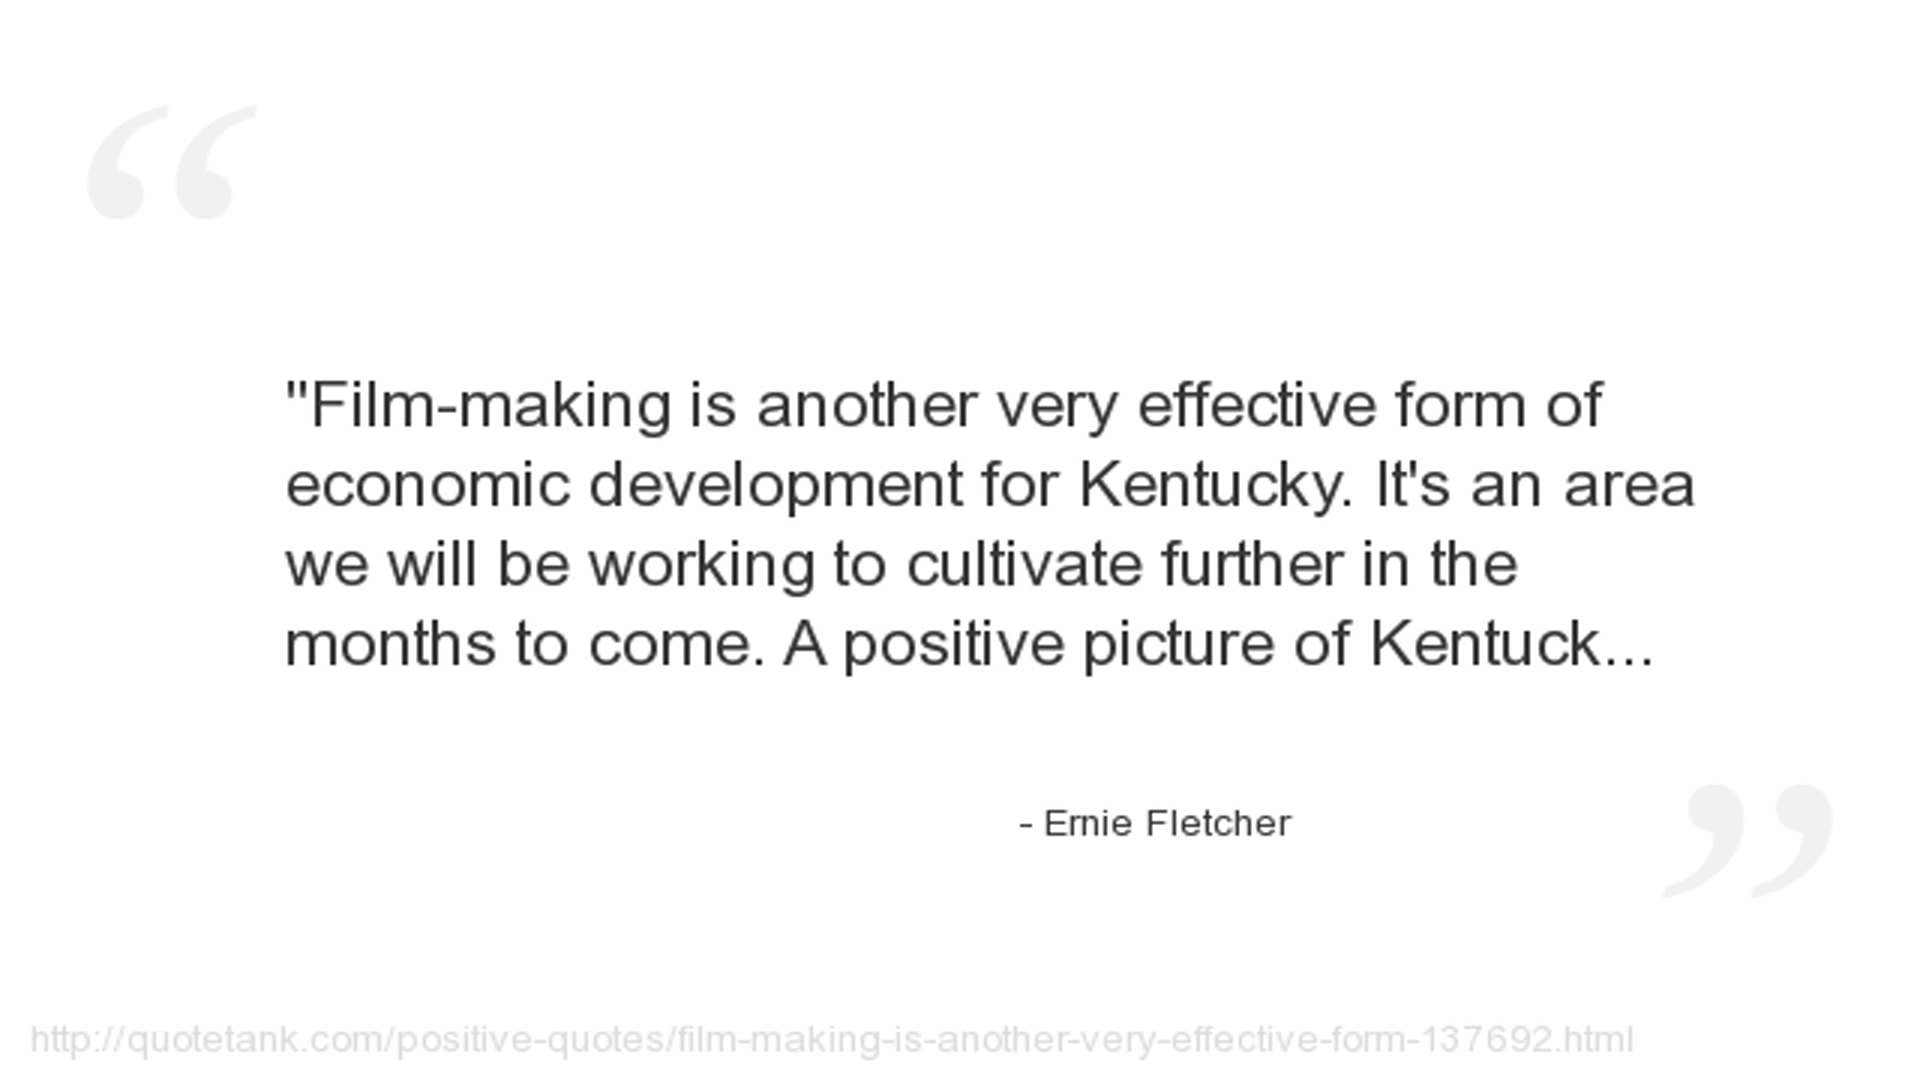 "Film-making is another very effective form of
economic development for Kentucky. It's an area
we will be working to cultivate further in the
months to come. A positive picture of Kentuck...
- Ernie Fletcher
http://quotetank.com/positive-quotes/film-making-is-another-very-effective-form-137692.html